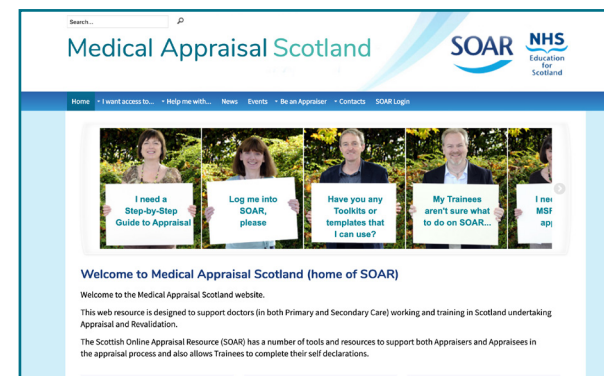 Search...
Medical Appraisal Scotland
SOAR
NHS
Education
for
Scotland
Home I want access to... Help me with... News Events Be an Appraiser Contacts SOAR Login
I need a
Step-by-Step
Guide to Appraisal
Log me into
SOAR,
please
Have you any
Toolkits or
templates that
I can use?
My Trainees
aren't sure what
to do on SOAR...
Welcome to Medical Appraisal Scotland (home of SOAR)
Welcome to the Medical Appraisal Scotland website.
This web resource is designed to support doctors (in both Primary and Secondary Care) working and training in Scotland undertaking
Appraisal and Revalidation.
The Scottish Online Appraisal Resource (SOAR) has a number of tools and resources to support both Appraisers and Appraisees in
the appraisal process and also allows Trainees to complete their self declarations.